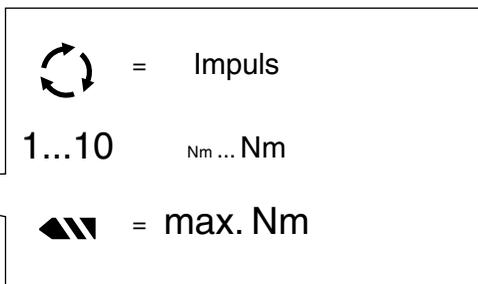 = Impuls
1...10 Nm ... Nm
= max. Nm